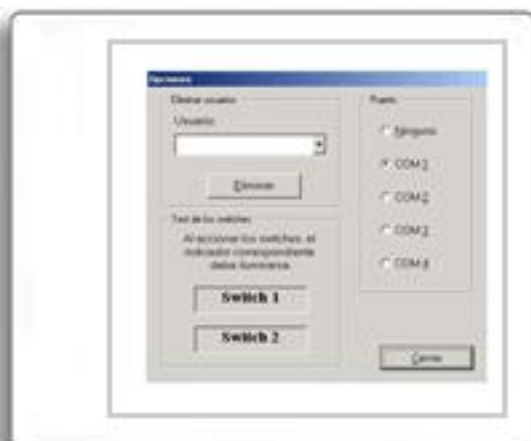 Opciones
Eliminar usuario
Usuario:
Eliminar
Test de los switches
Al accionar los switches, el
indicador correspondiente
debe iluminarse.
Switch 1
Switch 2
Puerto
Ninguno
COM 1
COM 2
COM 3
COM 4
Cerrar